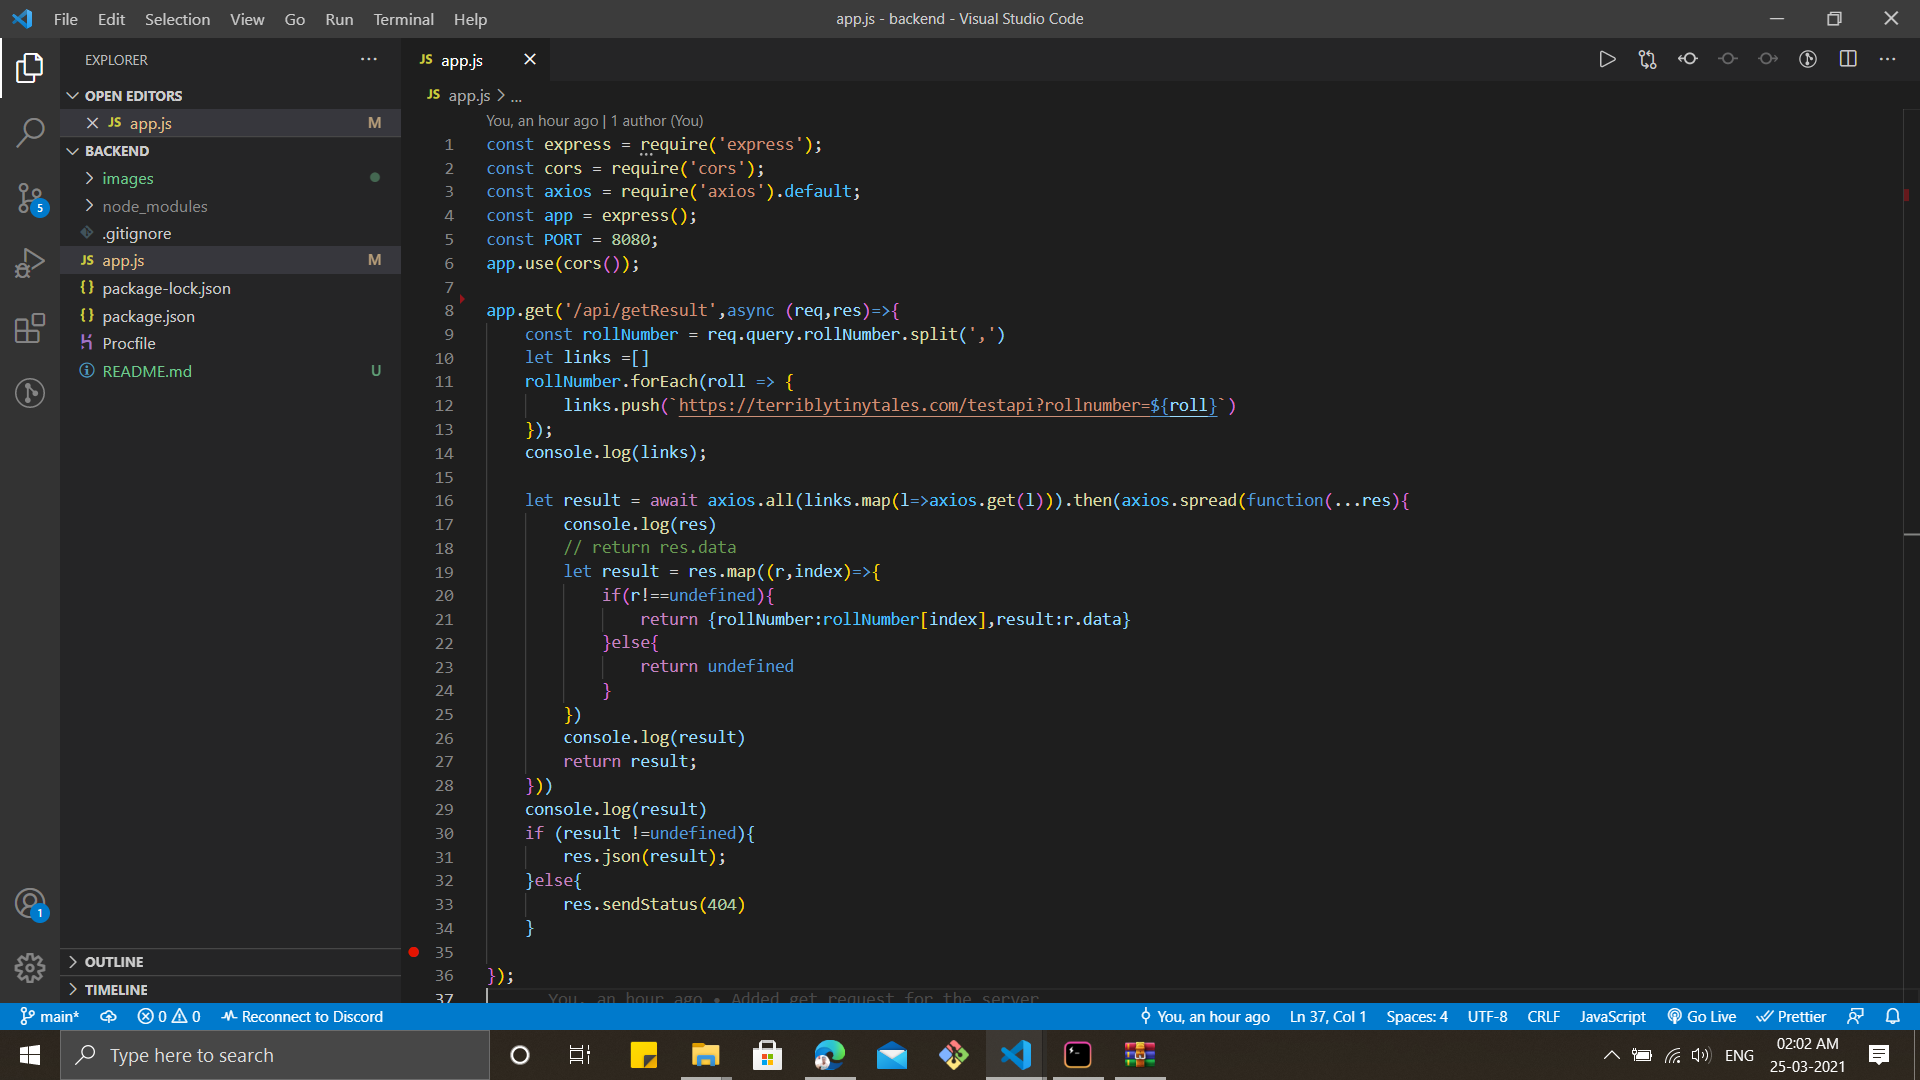 File Edit Selection View Go Run Terminal Help
app.js - backend - Visual Studio Code
EXPLORER
OPEN EDITORS
JS app.js M
BACKEND
images
node_modules
.gitignore
JS app.js M
{} package-lock.json
{} package.json
Procfile
README.md U
OUTLINE
TIMELINE
JS app.js
JS app.js > ...
You, an hour ago | 1 author (You)
1 const express = require('express');
2 const cors = require('cors');
3 const axios = require('axios').default;
4 const app = express();
5 const PORT = 8080;
6 app.use(cors());
7
8 app.get('/api/getResult',async (req,res)=>{
9 const rollNumber = req.query.rollNumber.split(',')
10 let links =[]
11 rollNumber.forEach(roll => {
12 links.push(`https://terriblytinytales.com/testapi?rollnumber=${roll}`)
13 });
14 console.log(links);
15
16 let result = await axios.all(links.map(l=>axios.get(l))).then(axios.spread(function(...res){
17 console.log(res)
18 // return res.data
19 let result = res.map((r,index)=>{
20 if(r!==undefined){
21 return {rollNumber:rollNumber[index],result:r.data}
22 }else{
23 return undefined
24 }
25 })
26 console.log(result)
27 return result;
28 }))
29 console.log(result)
30 if (result !=undefined){
31 res.json(result);
32 }else{
33 res.sendStatus(404)
34 }
35
36 });
37 You, an hour ago • Added get request for the server
main* 0 0 Reconnect to Discord
You, an hour ago Ln 37, Col 1 Spaces: 4 UTF-8 CRLF JavaScript Go Live Prettier
5
1
Type here to search
ENG
02:02 AM
25-03-2021